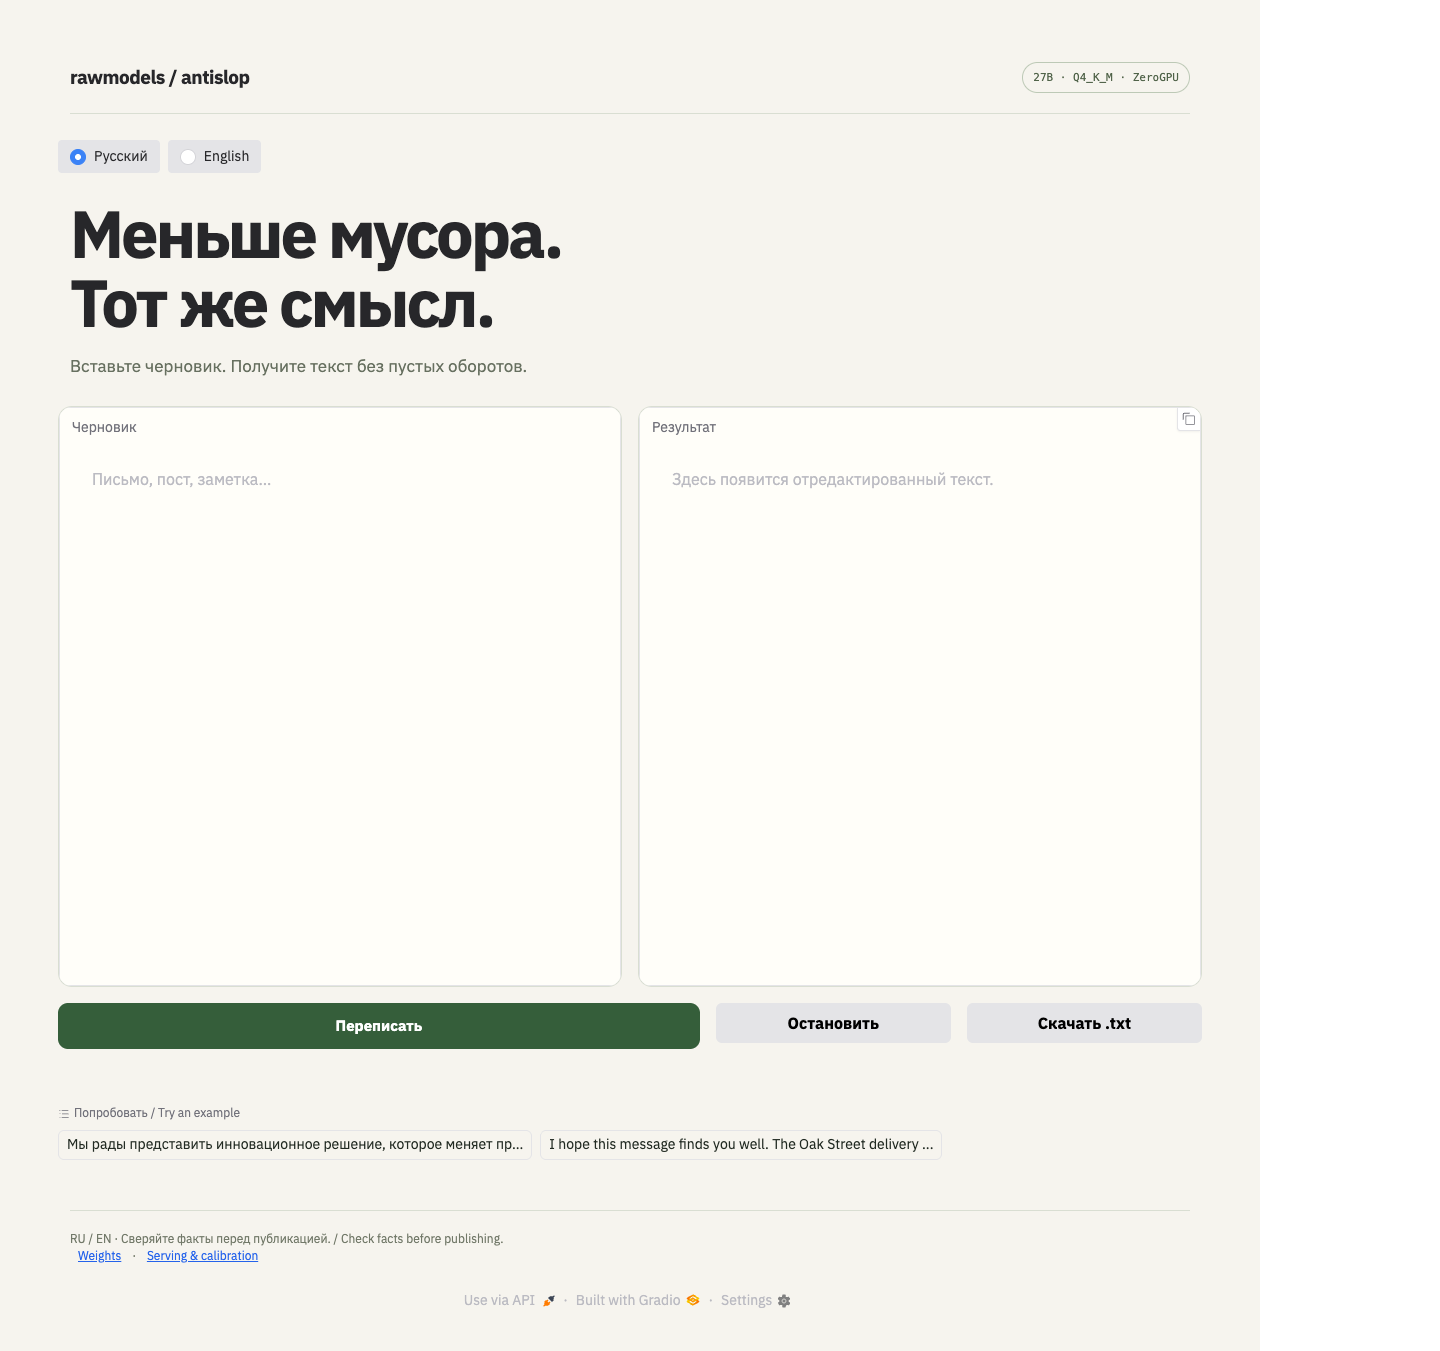 rawmodels / antislop
27B · Q4_K_M · ZeroGPU
Русский
English
Меньше мусора.
Тот же смысл.
Вставьте черновик. Получите текст без пустых оборотов.
Черновик
Письмо, пост, заметка...
Результат
Здесь появится отредактированный текст.
Переписать
Остановить
Скачать .txt
Попробовать / Try an example
Мы рады представить инновационное решение, которое меняет пр...
I hope this message finds you well. The Oak Street delivery ...
RU / EN · Сверяйте факты перед публикацией. / Check facts before publishing.
Weights · Serving & calibration
Use via API · Built with Gradio · Settings